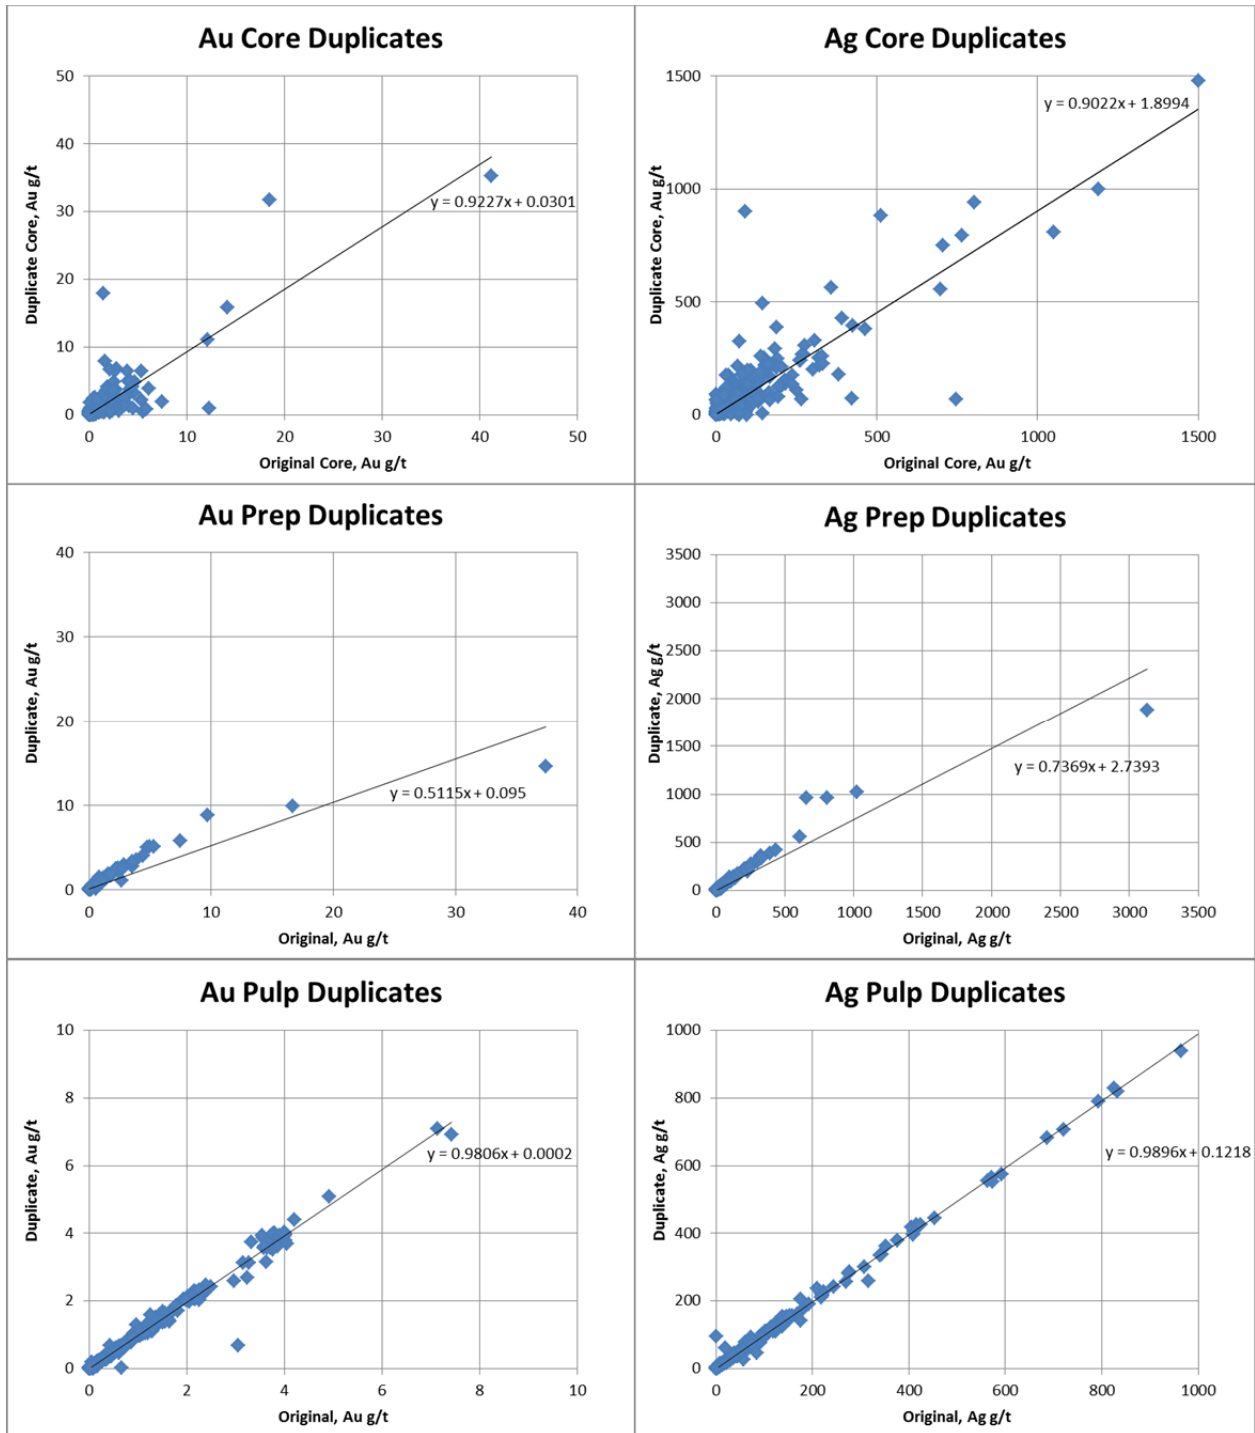 Au Core Duplicates
50
40
30
20
10
0
0 10 20 30 40 50
Duplicate Core, Au g/t
Original Core, Au g/t
y = 0.9227x + 0.0301
Ag Core Duplicates
1500
1000
500
0
0 500 1000 1500
Duplicate Core, Au g/t
Original Core, Au g/t
y = 0.9022x + 1.8994
Au Prep Duplicates
40
30
20
10
0
0 10 20 30 40
Duplicate, Au g/t
Original, Au g/t
y = 0.5115x + 0.095
Ag Prep Duplicates
3500
3000
2500
2000
1500
1000
500
0
0 500 1000 1500 2000 2500 3000 3500
Duplicate, Ag g/t
Original, Ag g/t
y = 0.7369x + 2.7393
Au Pulp Duplicates
10
8
6
4
2
0
0 2 4 6 8 10
Duplicate, Au g/t
Original, Au g/t
y = 0.9806x + 0.0002
Ag Pulp Duplicates
1000
800
600
400
200
0
0 200 400 600 800 1000
Duplicate, Ag g/t
Original, Ag g/t
y = 0.9896x + 0.1218